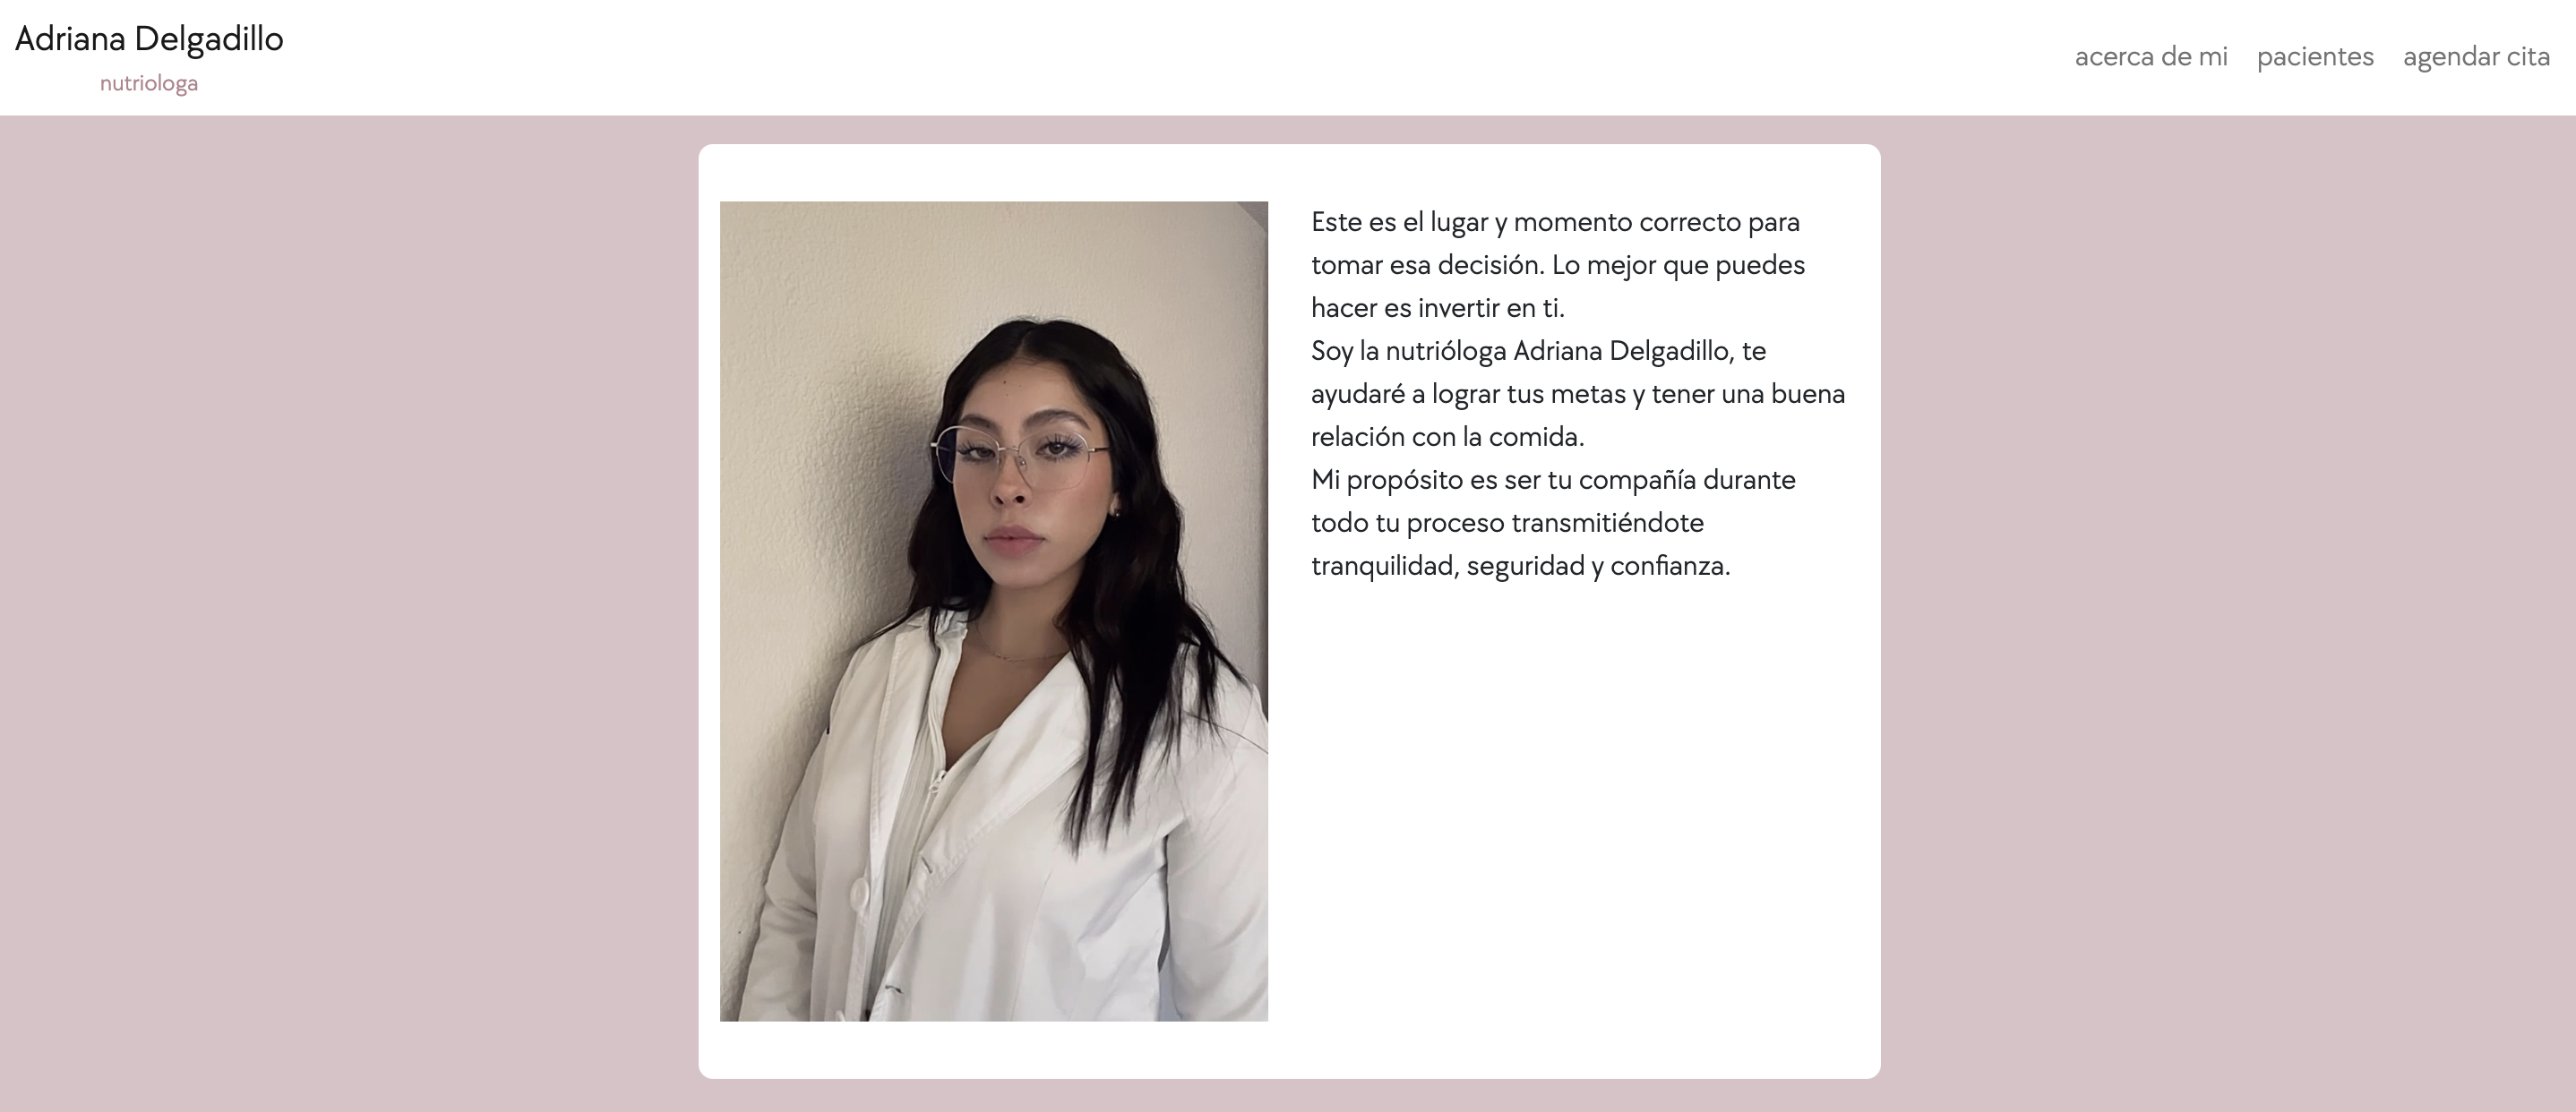 Adriana Delgadillo
nutriologa
acerca de mi pacientes agendar cita
Este es el lugar y momento correcto para
tomar esa decisión. Lo mejor que puedes
hacer es invertir en ti.
Soy la nutrióloga Adriana Delgadillo, te
ayudaré a lograr tus metas y tener una buena
relación con la comida.
Mi propósito es ser tu compañía durante
todo tu proceso transmitiéndote
tranquilidad, seguridad y confianza.